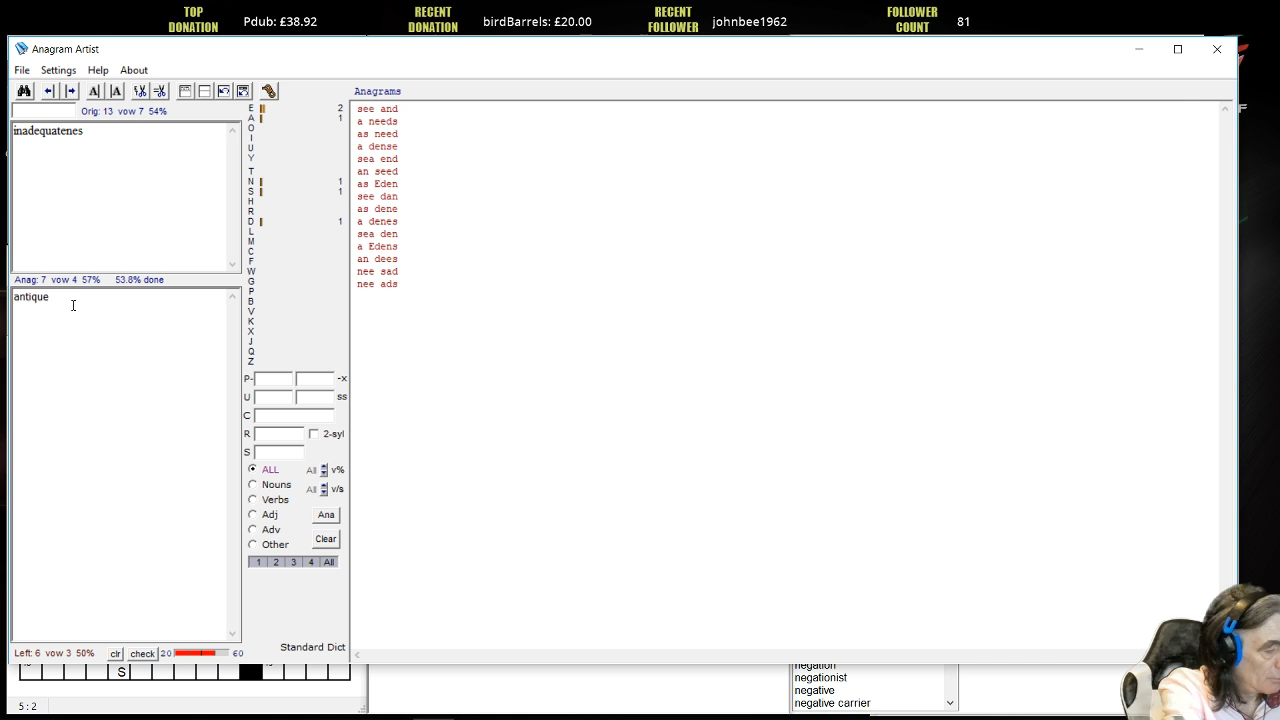 TOP DONATION
Pdub: £38.92
RECENT DONATION
birdBarrels: £20.00
RECENT FOLLOWER
johnbee1962
FOLLOWER COUNT
81
Anagram Artist
File Settings Help About
Orig: 13 vow 7 54%
inadequatenes
Anag: 7 vow 4 57% 53.8% done
antique
Left: 6 vow 3 50% clr check 20 60
E 2
A 1
O
I
U
Y
T
N 1
S 1
H
R
D 1
L
M
C
F
W
G
P
B
V
K
X
J
Q
Z
P- -x
U ss
C
R 2-syl
S
ALL All v%
Nouns All v/s
Verbs
Adj Ana
Adv
Other Clear
1 2 3 4 All
Standard Dict
Anagrams
see and
a needs
as need
a dense
sea end
an seed
as Eden
see dan
as dene
a denes
sea den
a Edens
an dees
nee sad
nee ads
S
5 : 2
negation
negationist
negative
negative carrier